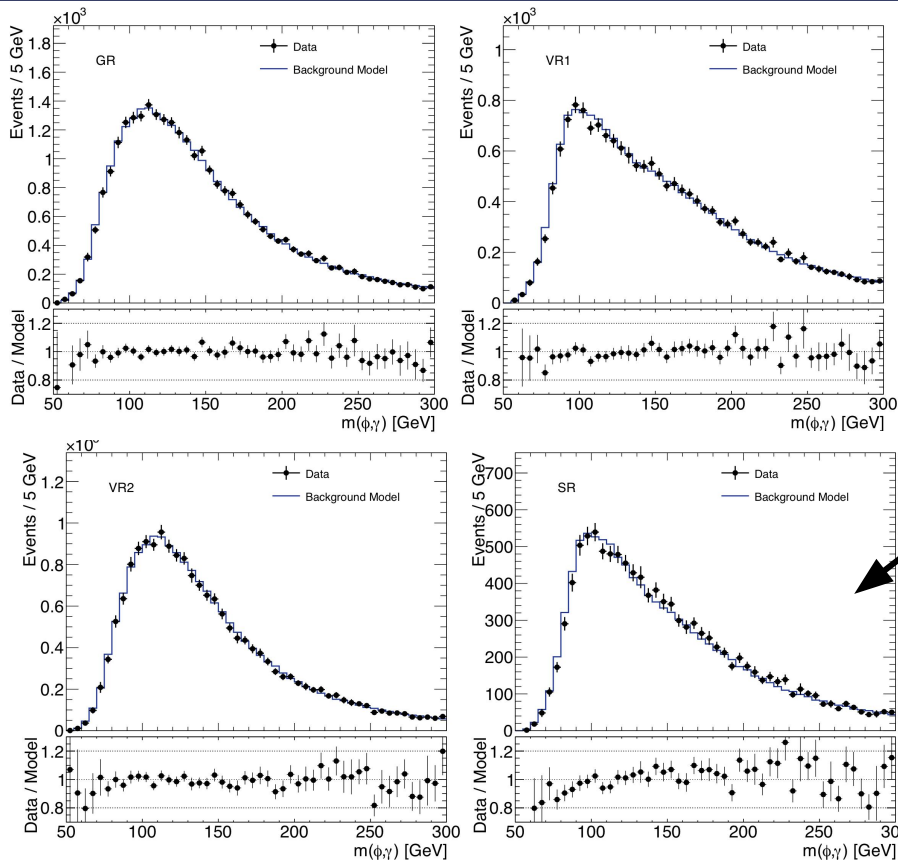 ×10³
Events / 5 GeV
GR
Data
Background Model
1.8
1.6
1.4
1.2
1
0.8
0.6
0.4
0.2
0
Data / Model
1.2
1
0.8
50 100 150 200 250 300
m(ϕ,γ) [GeV]
×10³
Events / 5 GeV
VR1
Data
Background Model
1
0.8
0.6
0.4
0.2
0
Data / Model
1.2
1
0.8
50 100 150 200 250 300
m(ϕ,γ) [GeV]
Events / 5 GeV
VR2
Data
Background Model
1.2
1
0.8
0.6
0.4
0.2
0
Data / Model
1.2
1
0.8
50 100 150 200 250 300
m(ϕ,γ) [GeV]
Events / 5 GeV
SR
Data
Background Model
700
600
500
400
300
200
100
0
Data / Model
1.2
1
0.8
50 100 150 200 250 300
m(ϕ,γ) [GeV]